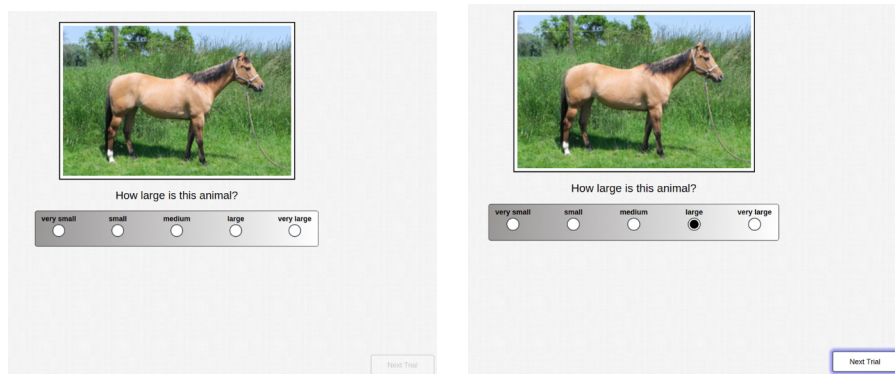 How large is this animal?
very small small medium large very large
Next Trial
How large is this animal?
very small small medium large very large
Next Trial